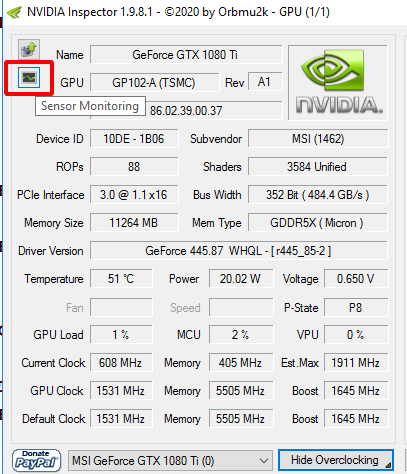 NVIDIA Inspector 1.9.8.1 - ©2020 by Orbmu2k - GPU (1/1)
Name GeForce GTX 1080 Ti
GPU GP102-A (TSMC) Rev A1
Sensor Monitoring
86.02.39.00.37
NVIDIA.
Device ID 10DE - 1B06 Subvendor MSI (1462)
ROPs 88 Shaders 3584 Unified
PCIe Interface 3.0 @ 1.1 x16 Bus Width 352 Bit ( 484.4 GB/s )
Memory Size 11264 MB Mem Type GDDR5X ( Micron )
Driver Version GeForce 445.87 WHQL - [ r445_85-2 ]
Temperature 51 °C Power 20.02 W Voltage 0.650 V
Fan Speed P-State P8
GPU Load 1 % MCU 2 % VPU 0 %
Current Clock 608 MHz Memory 405 MHz Est.Max 1911 MHz
GPU Clock 1531 MHz Memory 5505 MHz Boost 1645 MHz
Default Clock 1531 MHz Memory 5505 MHz Boost 1645 MHz
Donate
PayPal
MSI GeForce GTX 1080 Ti (0) Hide Overclocking